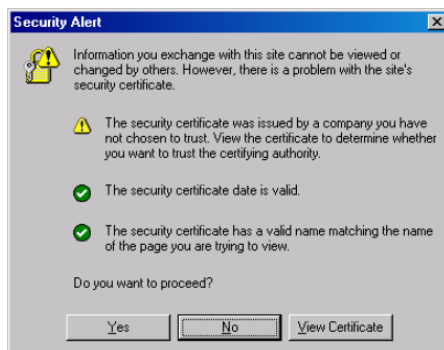 Security Alert
Information you exchange with this site cannot be viewed or
changed by others. However, there is a problem with the site's
security certificate.
The security certificate was issued by a company you have
not chosen to trust. View the certificate to determine whether
you want to trust the certifying authority.
The security certificate date is valid.
The security certificate has a valid name matching the name
of the page you are trying to view.
Do you want to proceed?
Yes
No
View Certificate